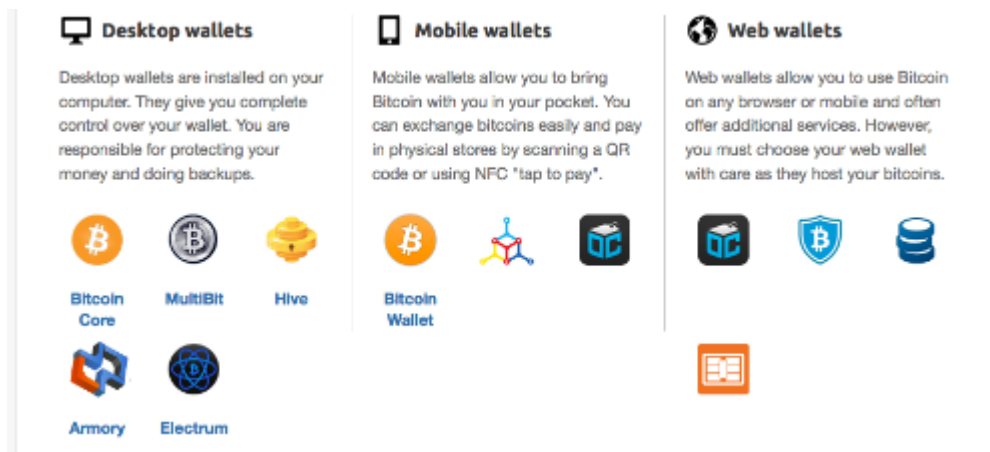 Desktop wallets
Desktop wallets are installed on your
computer. They give you complete
control over your wallet. You are
responsible for protecting your
money and doing backups.
Bitcoin
Core
MultiBit
Hive
Armory
Electrum
Mobile wallets
Mobile wallets allow you to bring
Bitcoin with you in your pocket. You
can exchange bitcoins easily and pay
in physical stores by scanning a QR
code or using NFC "tap to pay".
Bitcoin
Wallet
Web wallets
Web wallets allow you to use Bitcoin
on any browser or mobile and often
offer additional services. However,
you must choose your web wallet
with care as they host your bitcoins.